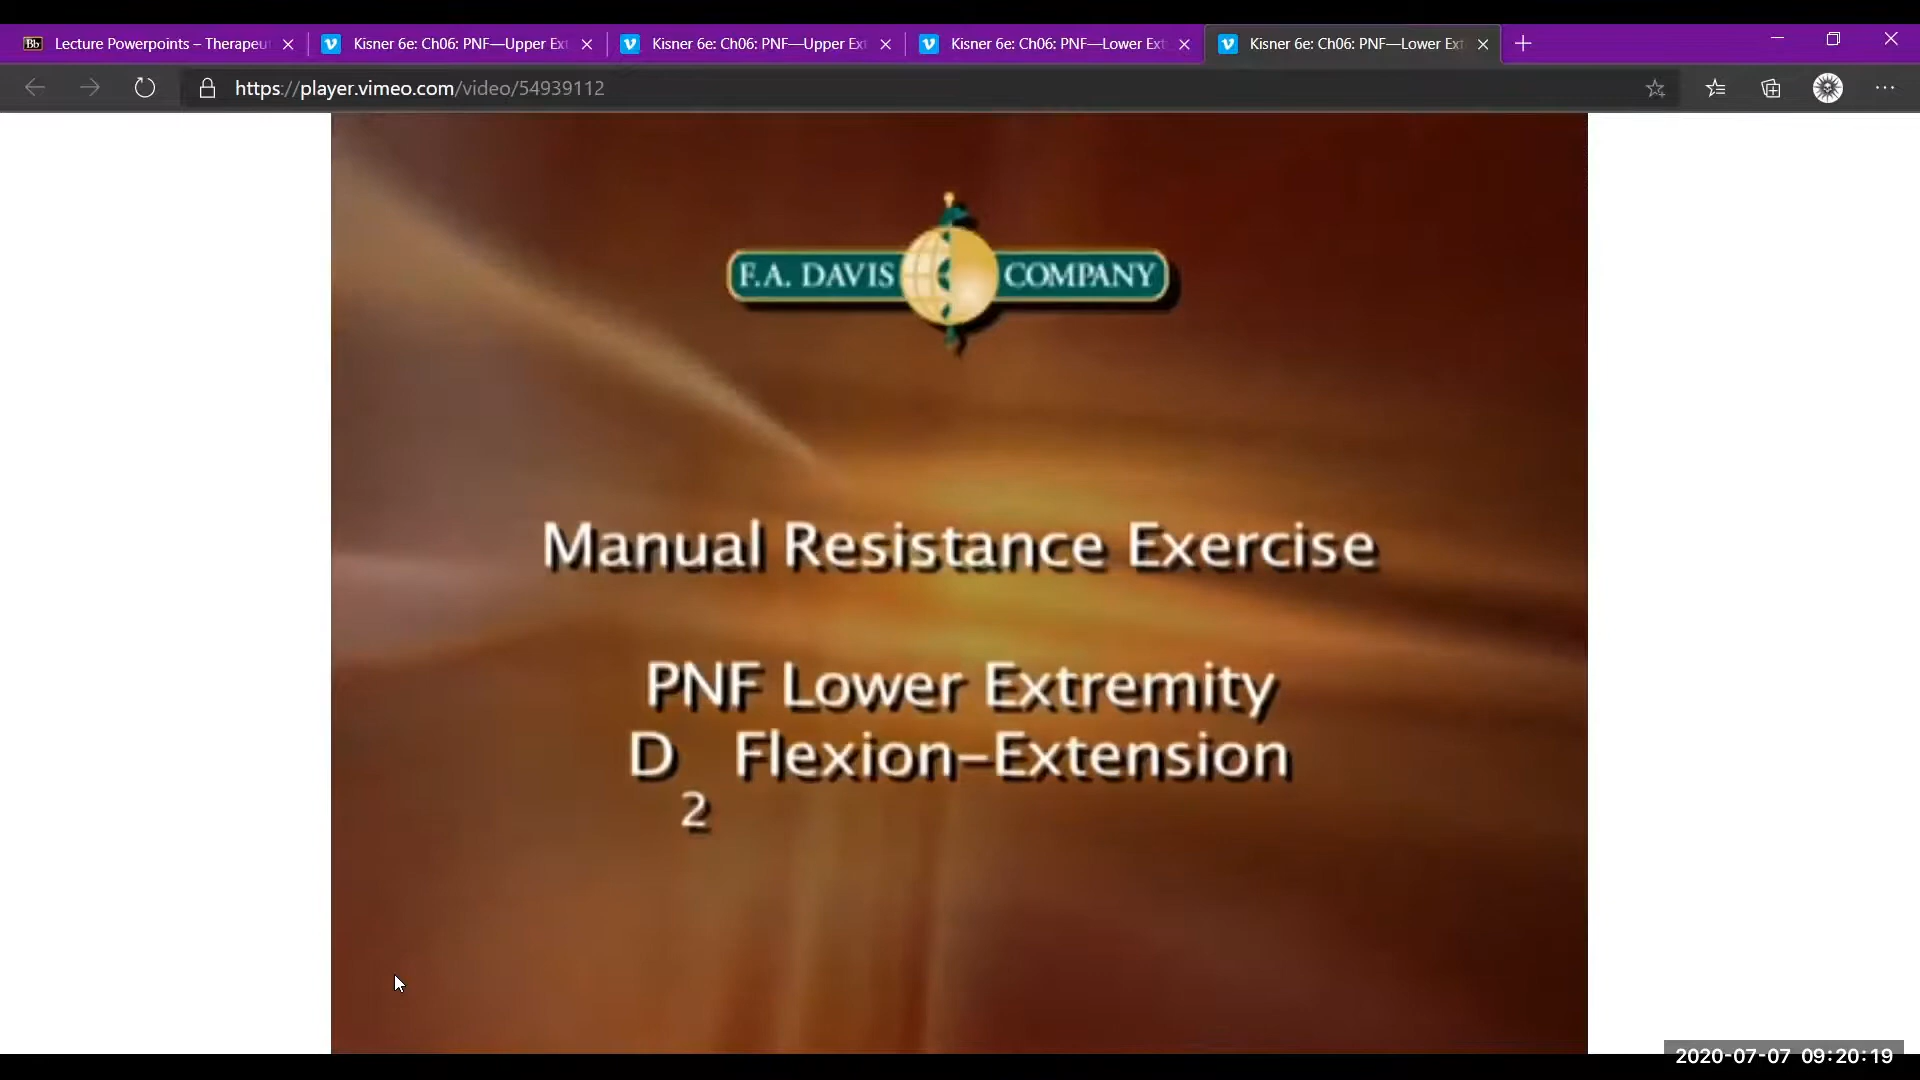 Bb Lecture Powerpoints – Therapeut
Kisner 6e: Ch06: PNF—Upper Ext
Kisner 6e: Ch06: PNF—Upper Ext
Kisner 6e: Ch06: PNF—Lower Ext
Kisner 6e: Ch06: PNF—Lower Ext
https://player.vimeo.com/video/54939112
F.A. DAVIS COMPANY
Manual Resistance Exercise
PNF Lower Extremity
D2 Flexion–Extension
2020-07-07 09:20:19